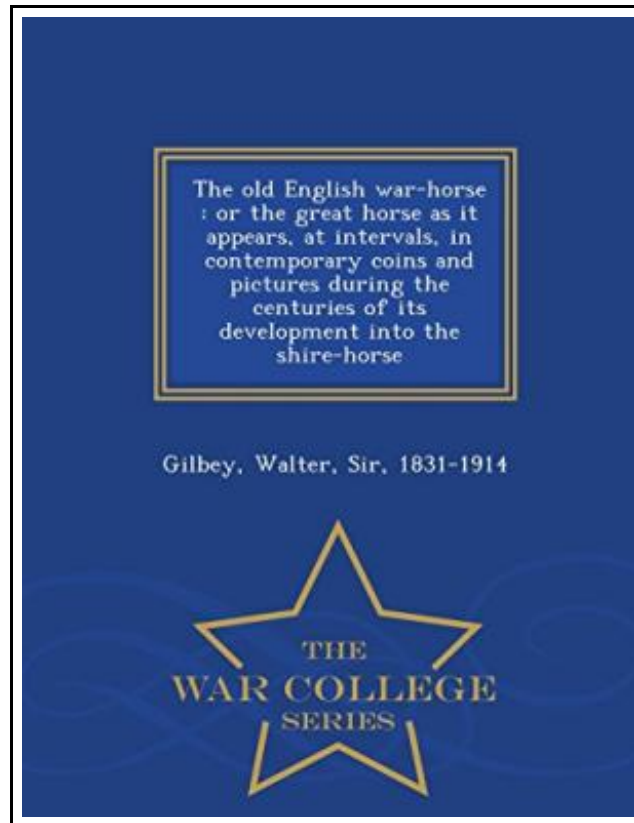 The old English war-horse
: or the great horse as it
appears, at intervals, in
contemporary coins and
pictures during the
centuries of its
development into the
shire-horse
Gilbey, Walter, Sir, 1831-1914
THE
WAR COLLEGE
SERIES